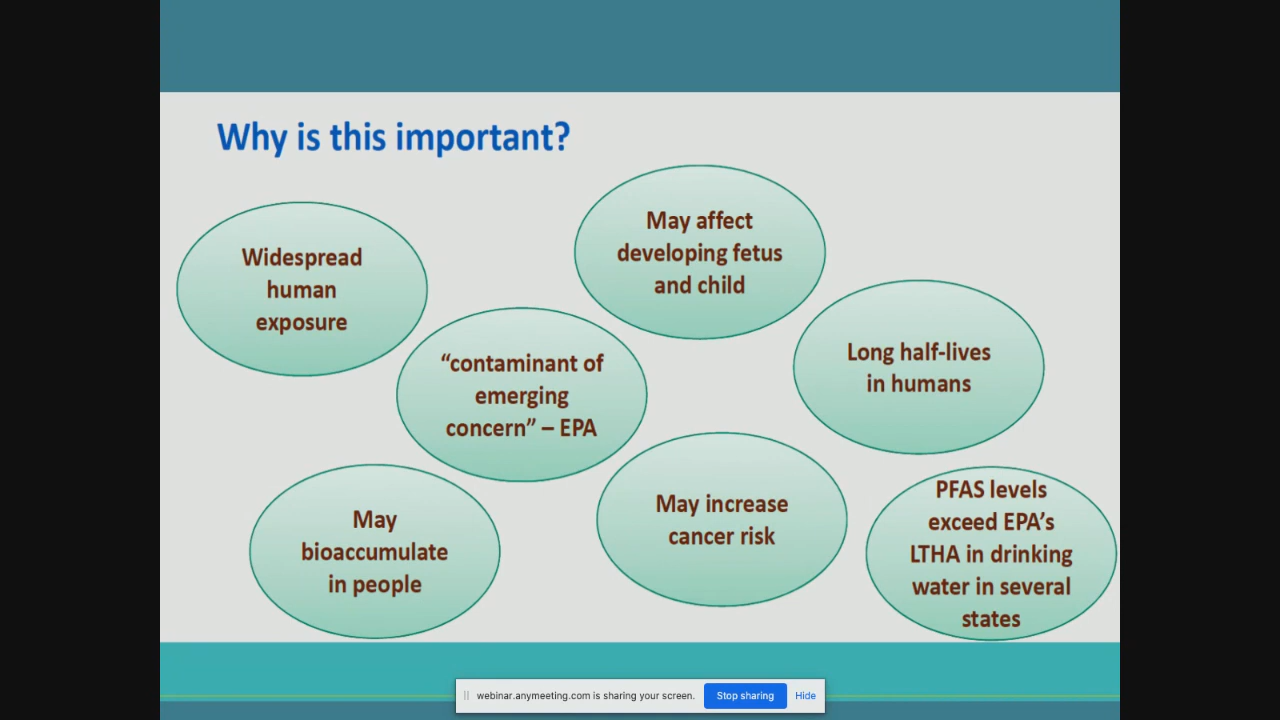 Why is this important?
May affect
developing fetus
and child
Widespread
human
exposure
"contaminant of
emerging
concern" – EPA
Long half-lives
in humans
May
bioaccumulate
in people
May increase
cancer risk
PFAS levels
exceed EPA's
LTHA in drinking
water in several
states
webinar.anymeeting.com is sharing your screen. Stop sharing Hide